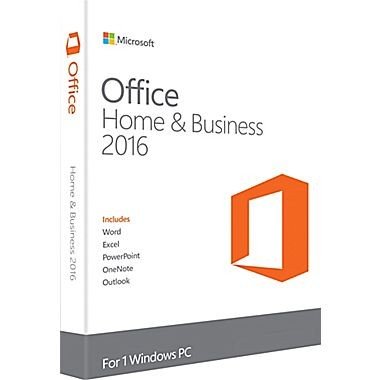 Office
Home & Business 2016
Microsoft
Office
Home & Business
2016
Includes
Word
Excel
PowerPoint
OneNote
Outlook
For 1 Windows PC